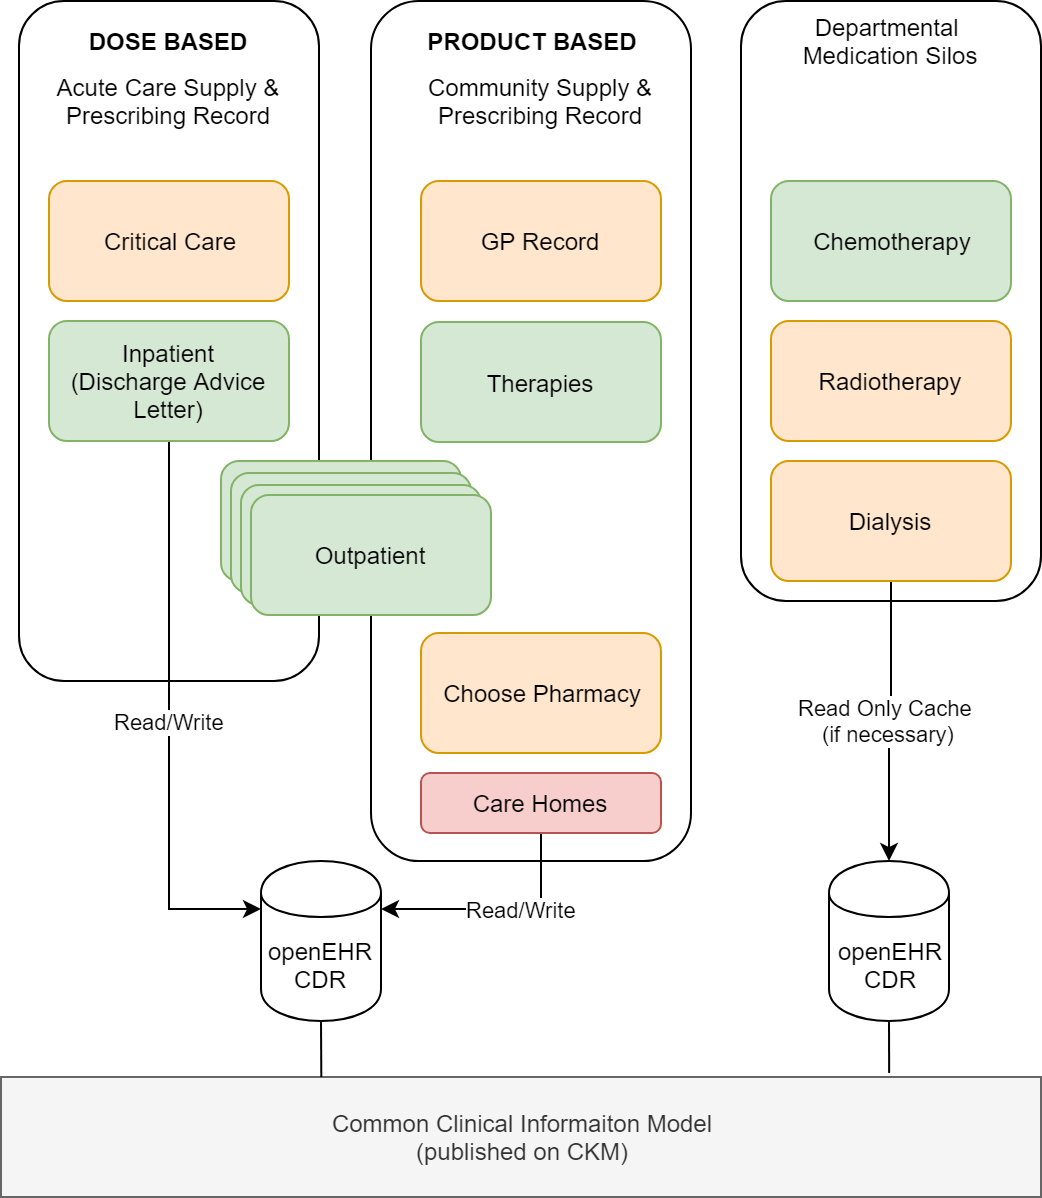 DOSE BASED
Acute Care Supply &
Prescribing Record
Critical Care
Inpatient
(Discharge Advice
Letter)
PRODUCT BASED
Community Supply &
Prescribing Record
GP Record
Therapies
Outpatient
Choose Pharmacy
Care Homes
Departmental
Medication Silos
Chemotherapy
Radiotherapy
Dialysis
Read/Write
Read Only Cache
(if necessary)
Read/Write
openEHR
CDR
openEHR
CDR
Common Clinical Informaiton Model
(published on CKM)